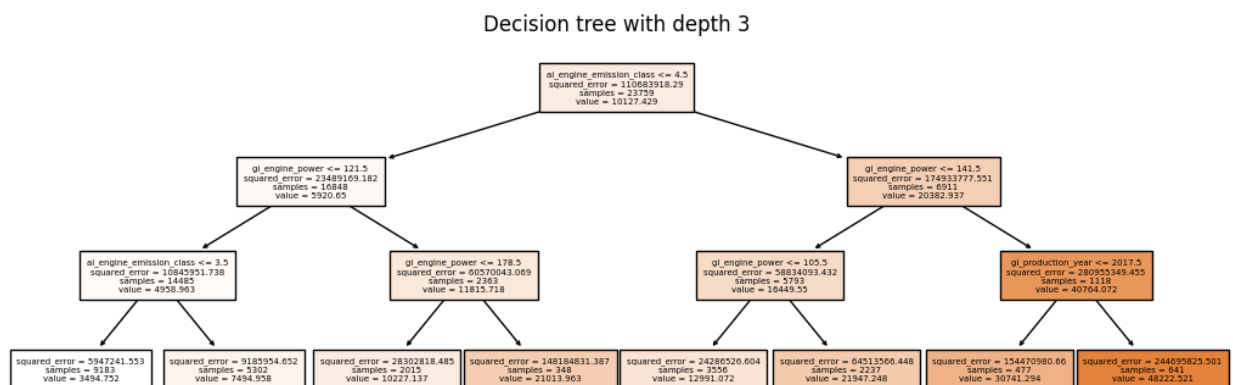 Decision tree with depth 3
ai_engine_emission_class <= 4.5
squared_error = 110683918.29
samples = 23759
value = 10127.429
gi_engine_power <= 121.5
squared_error = 23489169.182
samples = 16848
value = 5920.65
gi_engine_power <= 141.5
squared_error = 174933777.551
samples = 6911
value = 20382.937
ai_engine_emission_class <= 3.5
squared_error = 10845951.738
samples = 14485
value = 4958.963
gi_engine_power <= 178.5
squared_error = 60570043.069
samples = 2363
value = 11815.718
gi_engine_power <= 105.5
squared_error = 58834093.432
samples = 5793
value = 16449.55
gi_production_year <= 2017.5
squared_error = 280955349.455
samples = 1118
value = 40764.072
squared_error = 5947241.553
samples = 9183
value = 3494.752
squared_error = 9185954.652
samples = 5302
value = 7494.958
squared_error = 28302818.485
samples = 2015
value = 10227.137
squared_error = 148184831.387
samples = 348
value = 21013.963
squared_error = 24286526.604
samples = 3556
value = 12991.072
squared_error = 64513566.448
samples = 2237
value = 21947.248
squared_error = 154470980.66
samples = 477
value = 30741.294
squared_error = 244695825.501
samples = 641
value = 48222.521